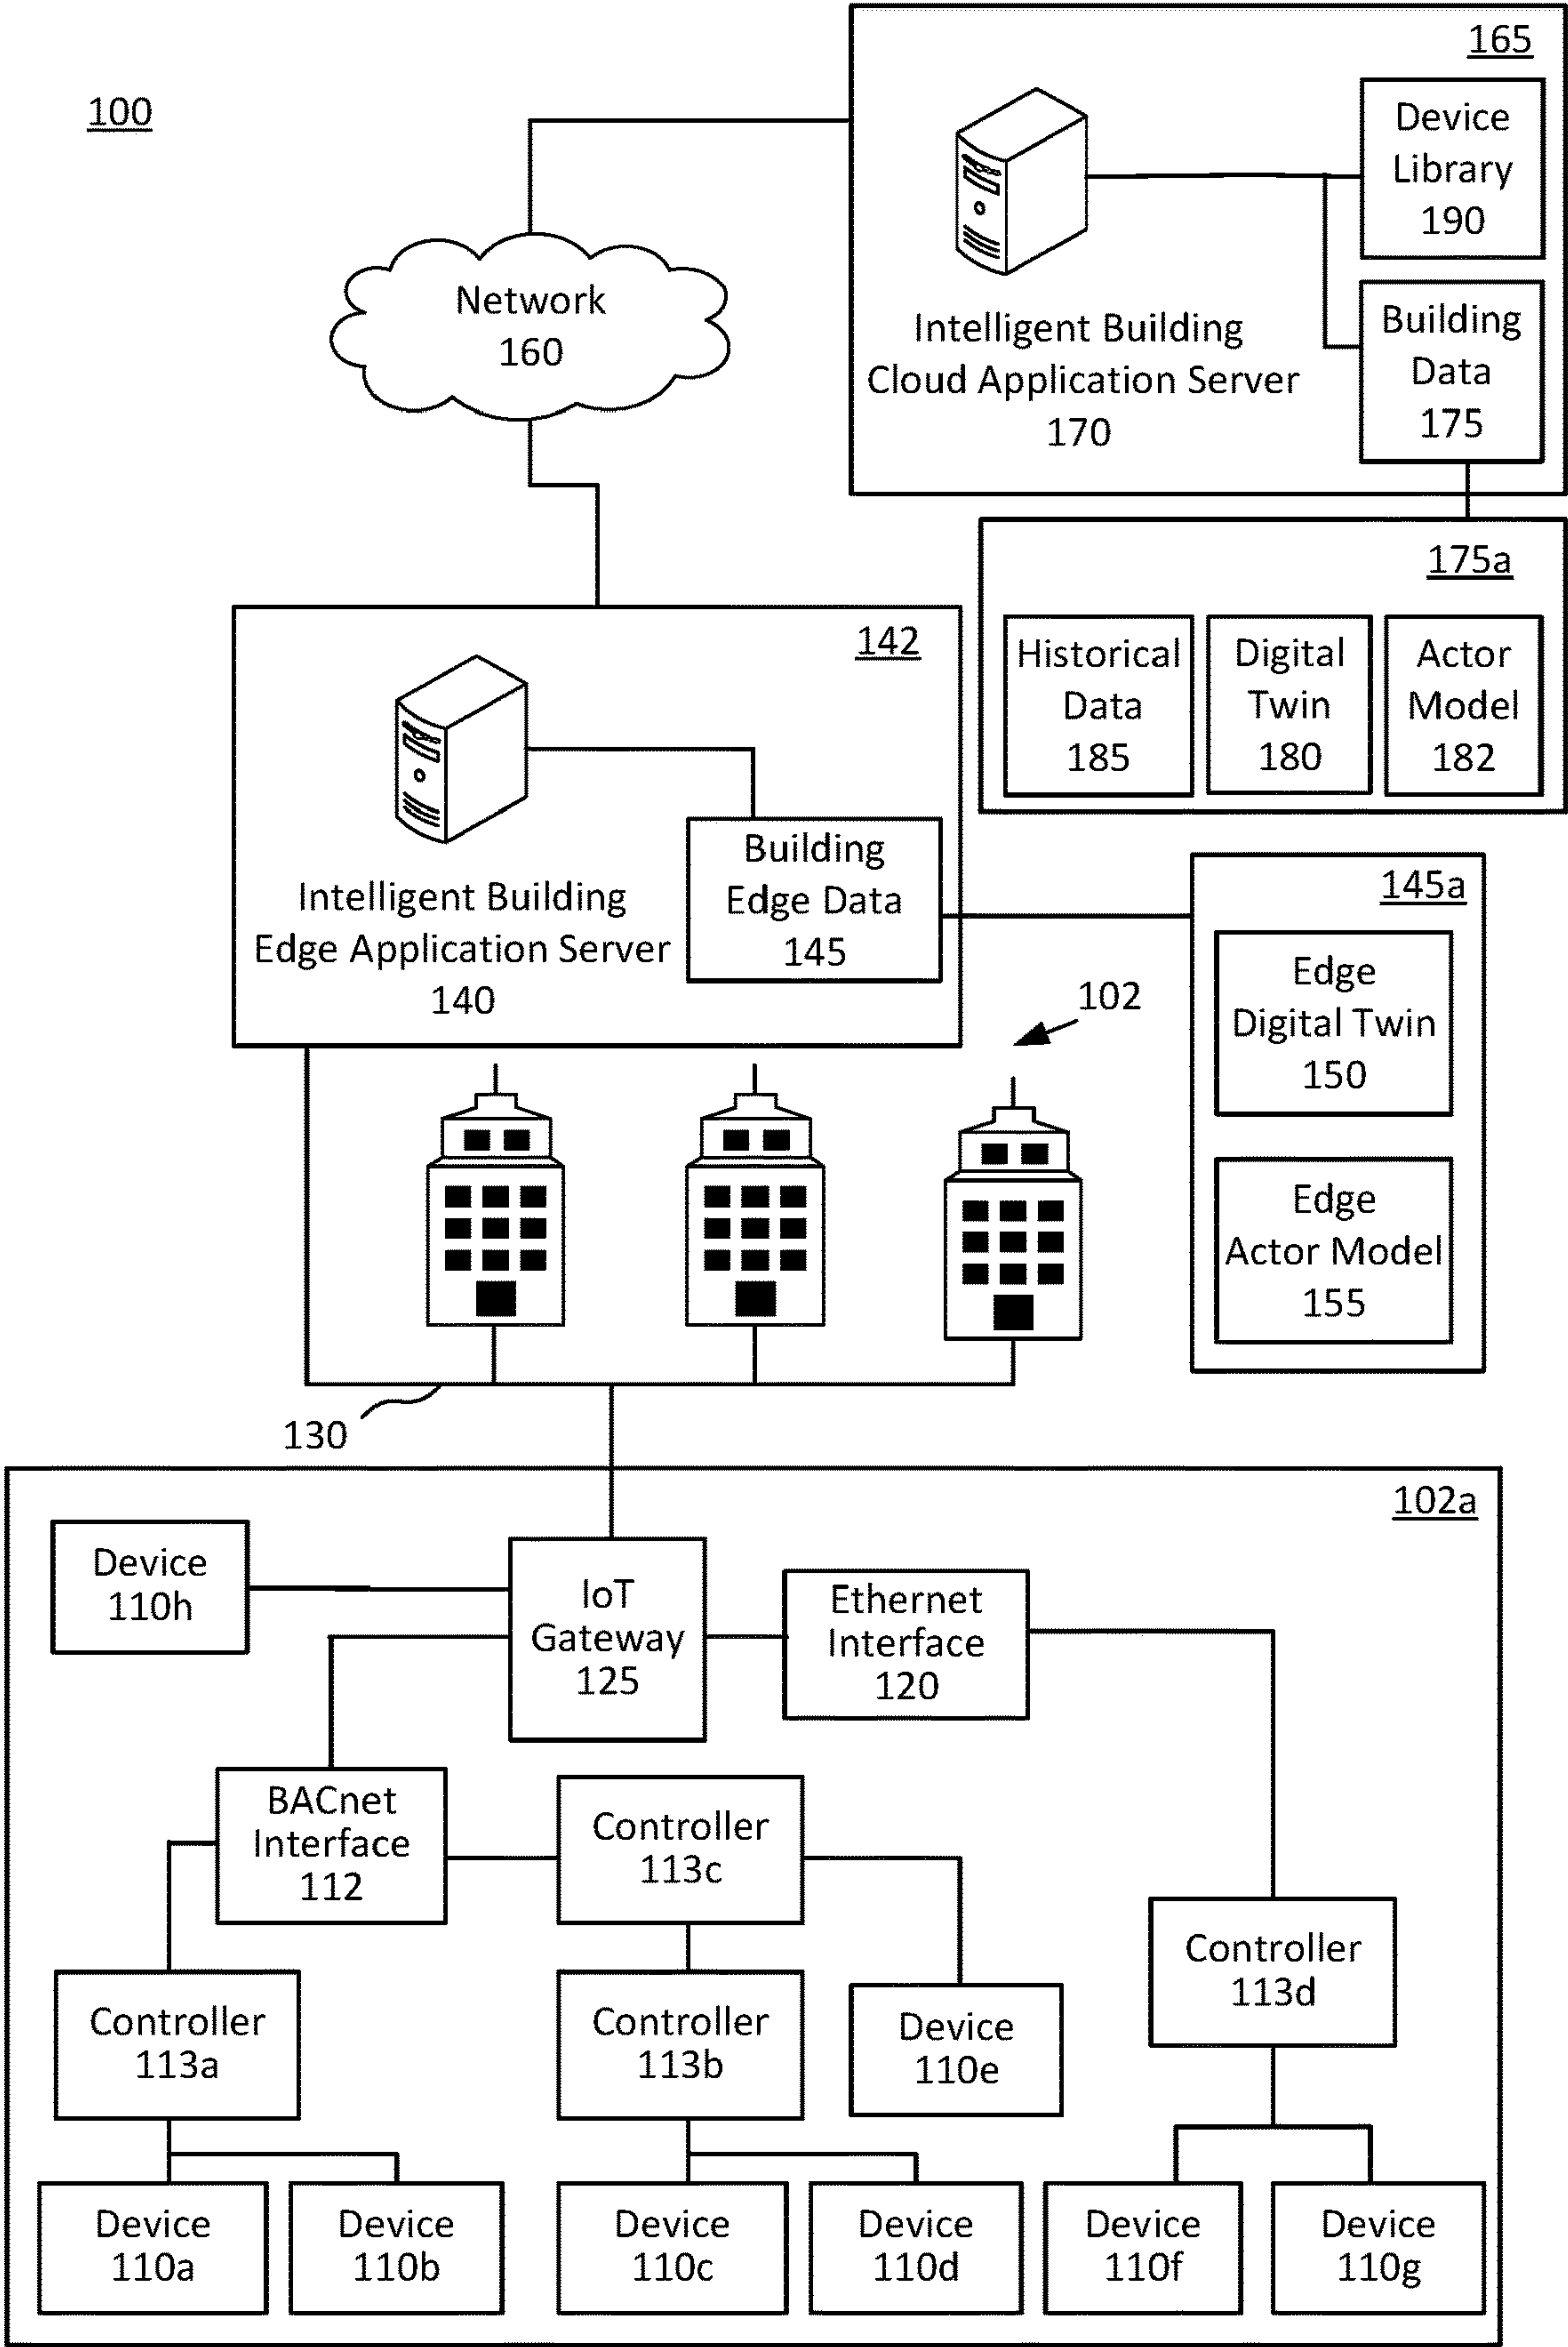 100
165
Device
Library
190
Intelligent Building
Cloud Application Server
170
Building
Data
175
Network
160
175a
Historical
Data
185
Digital
Twin
180
Actor
Model
182
142
Intelligent Building
Edge Application Server
140
Building
Edge Data
145
145a
Edge
Digital Twin
150
Edge
Actor Model
155
102
130
102a
Device
110h
IoT
Gateway
125
Ethernet
Interface
120
BACnet
Interface
112
Controller
113c
Controller
113d
Controller
113a
Controller
113b
Device
110e
Device
110a
Device
110b
Device
110c
Device
110d
Device
110f
Device
110g